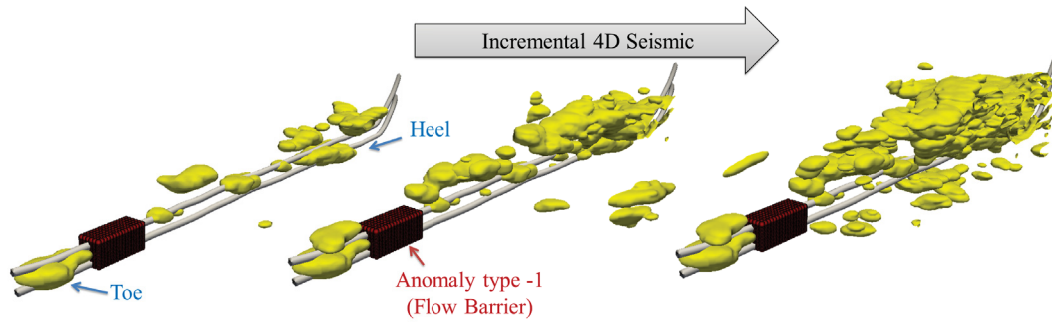 Incremental 4D Seismic
Heel
Toe
Anomaly type -1
(Flow Barrier)